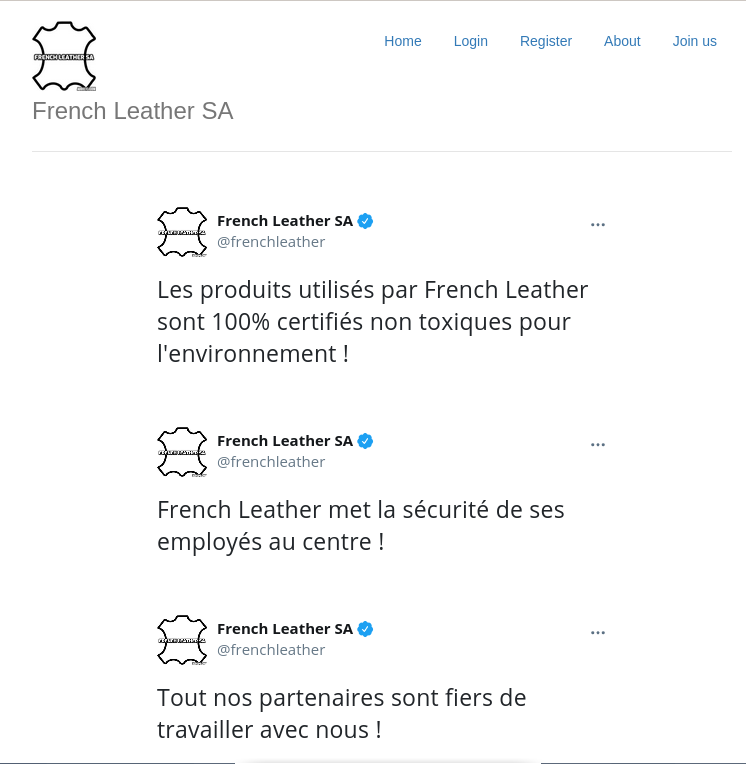 FRENCH LEATHER SA
Home Login Register About Join us
French Leather SA
French Leather SA
@frenchleather
Les produits utilisés par French Leather
sont 100% certifiés non toxiques pour
l'environnement !
French Leather SA
@frenchleather
French Leather met la sécurité de ses
employés au centre !
French Leather SA
@frenchleather
Tout nos partenaires sont fiers de
travailler avec nous !